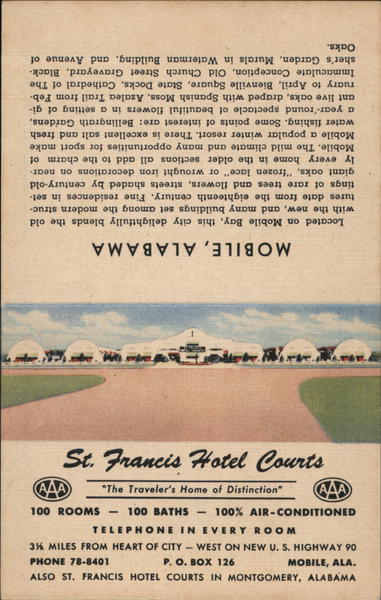 MOBILE, ALABAMA
Located on Mobile Bay, this city delightfully blends the old
with the new, and many buildings set among the modern struc-
tures date from the eighteenth century. Fine residences in set-
tings of rare trees and flowers, streets shaded by century-old
giant oaks, "frozen lace" or wrought iron decorations on near-
ly every home in the older sections all add to the charm of
Mobile. The mild climate and many opportunities for sport make
Mobile a popular winter resort. There is excellent salt and fresh
water fishing. Some points of interest are: Bellingrath Gardens,
a year-'round spectacle of beautiful flowers in a setting of gi-
ant live oaks, draped with Spanish Moss, Azalea Trail from Feb-
ruary to April, Bienville Square, State Docks, Cathedral of The
Immaculate Conception, Old Church Street Graveyard, Black-
sher's Garden, Murals in Waterman Building, and Avenue of
Oaks.
St. Francis Hotel Courts
AAA "The Traveler's Home of Distinction" AAA
100 ROOMS — 100 BATHS — 100% AIR-CONDITIONED
TELEPHONE IN EVERY ROOM
3½ MILES FROM HEART OF CITY — WEST ON NEW U. S. HIGHWAY 90
PHONE 78-8401 P. O. BOX 126 MOBILE, ALA.
ALSO ST. FRANCIS HOTEL COURTS IN MONTGOMERY, ALABAMA